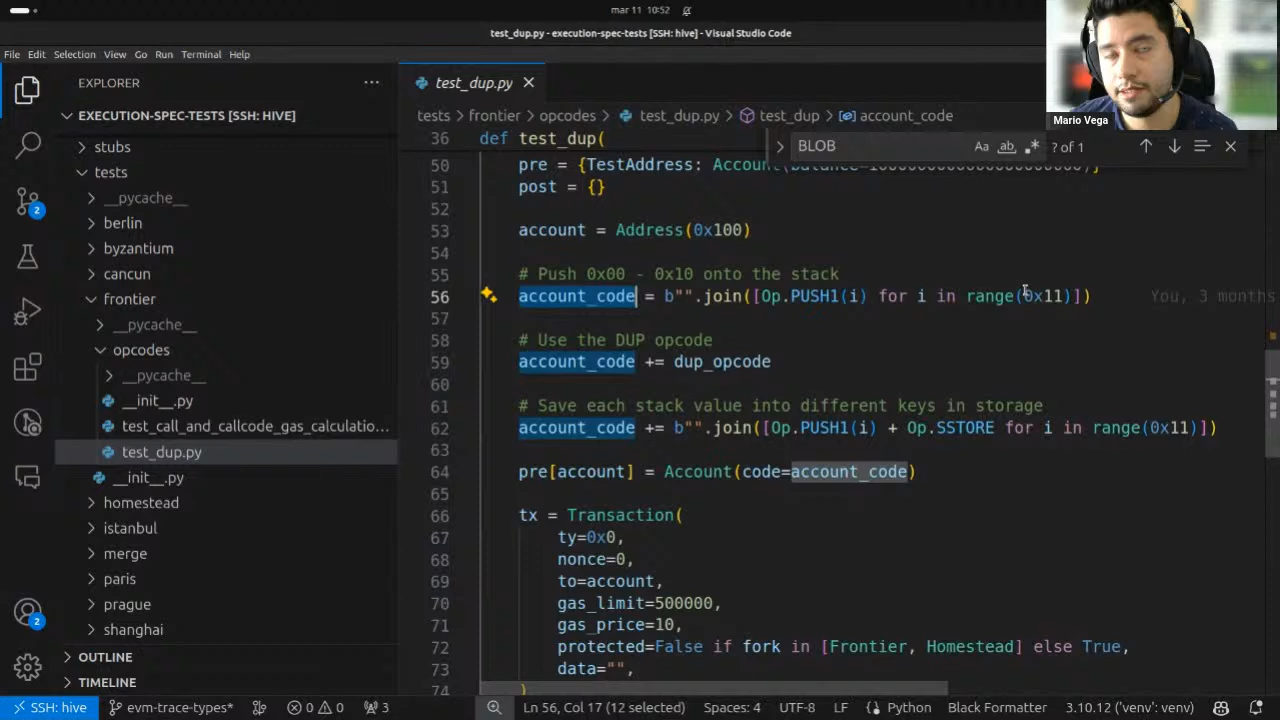 mar 11 10:52
test_dup.py - execution-spec-tests [SSH: hive] - Visual Studio Code
File Edit Selection View Go Run Terminal Help
Mario Vega
EXPLORER
EXECUTION-SPEC-TESTS [SSH: HIVE]
stubs
tests
__pycache__
berlin
byzantium
cancun
frontier
__pycache__
opcodes
__pycache__
__init__.py
test_call_and_callcode_gas_calculatio...
test_dup.py
__init__.py
homestead
istanbul
merge
paris
prague
shanghai
OUTLINE
TIMELINE
2
2
test_dup.py
tests > frontier > opcodes > test_dup.py > test_dup > account_code
BLOB Aa ab ? of 1
36 def test_dup(
50 pre = {TestAddress: Account(balance=
51 post = {}
52
53 account = Address(0x100)
54
55 # Push 0x00 - 0x10 onto the stack
56 account_code = b"".join([Op.PUSH1(i) for i in range(0x11)]) You, 3 months
57
58 # Use the DUP opcode
59 account_code += dup_opcode
60
61 # Save each stack value into different keys in storage
62 account_code += b"".join([Op.PUSH1(i) + Op.SSTORE for i in range(0x11)])
63
64 pre[account] = Account(code=account_code)
65
66 tx = Transaction(
67 ty=0x0,
68 nonce=0,
69 to=account,
70 gas_limit=500000,
71 gas_price=10,
72 protected=False if fork in [Frontier, Homestead] else True,
73 data="",
74 )
SSH: hive evm-trace-types* 0 0 3 Ln 56, Col 17 (12 selected) Spaces: 4 UTF-8 LF Python Black Formatter 3.10.12 ('venv': venv)